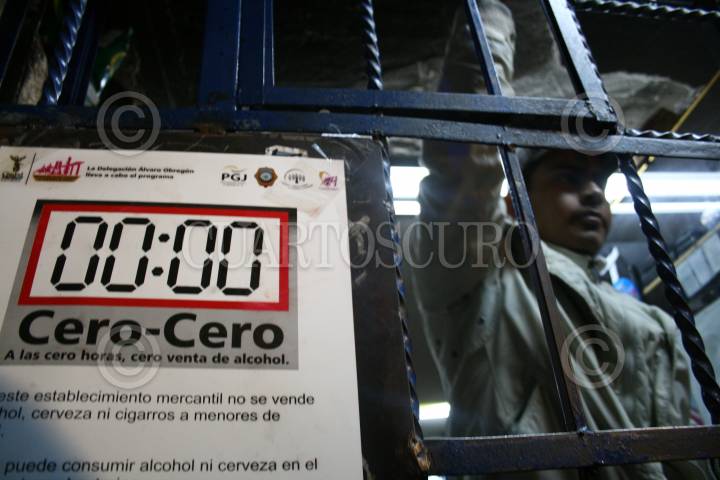 La Delegación Álvaro Obregón
lleva a cabo el programa
PGJ
00:00
CUARTOSCURO
Cero-Cero
A las cero horas, cero venta de alcohol.
este establecimiento mercantil no se vende
hol, cerveza ni cigarros a menores de
puede consumir alcohol ni cerveza en el